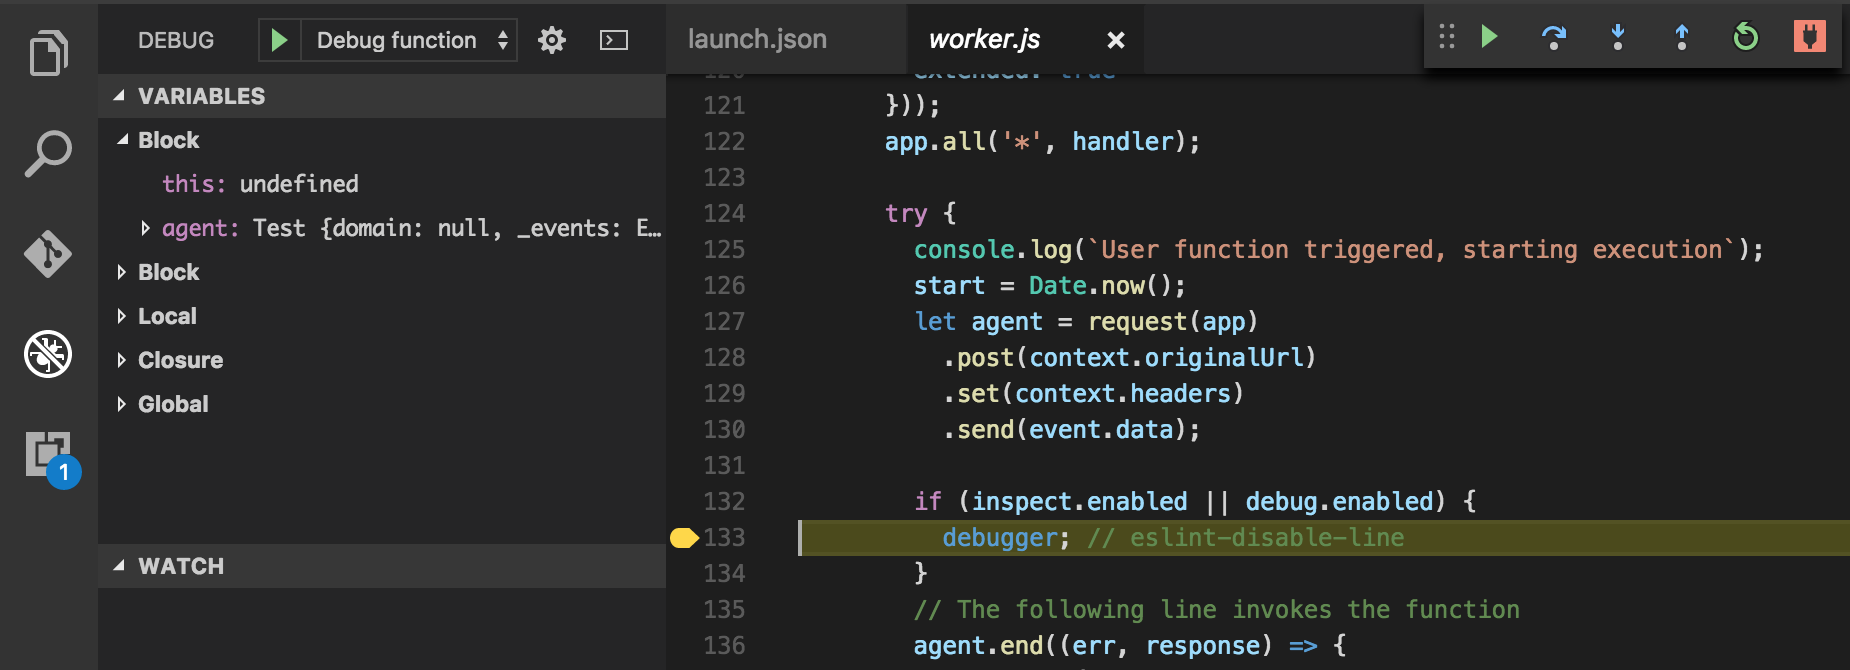 DEBUG
Debug function
VARIABLES
Block
this: undefined
agent: Test {domain: null, _events: E…
Block
Local
Closure
Global
1
WATCH
launch.json
worker.js
120 extended: true
121 }));
122 app.all('*', handler);
123
124 try {
125 console.log(`User function triggered, starting execution`);
126 start = Date.now();
127 let agent = request(app)
128 .post(context.originalUrl)
129 .set(context.headers)
130 .send(event.data);
131
132 if (inspect.enabled || debug.enabled) {
133 debugger; // eslint-disable-line
134 }
135 // The following line invokes the function
136 agent.end((err, response) => {